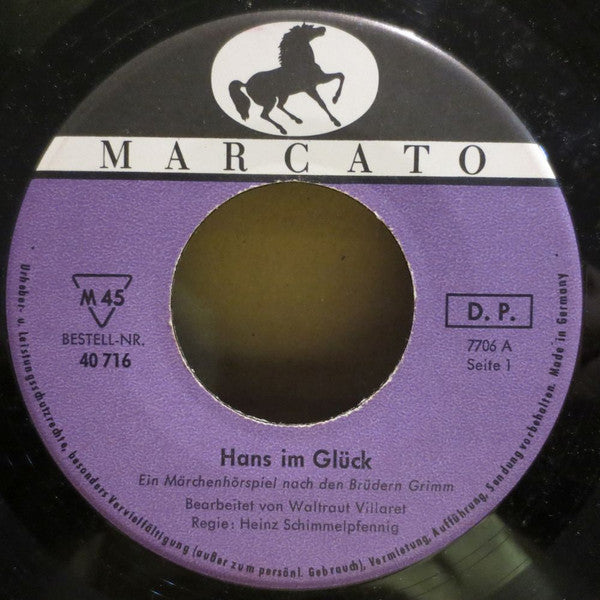 MARCATO
M 45
BESTELL-NR.
40 716
D. P.
7706 A
Seite 1
Hans im Glück
Ein Märchenhörspiel nach den Brüdern Grimm
Bearbeitet von Waltraut Villaret
Regie: Heinz Schimmelpfennig
Urheber- u. Leistungsschutzrechte, besonders Vervielfältigung (außer zum persönl. Gebrauch), Vermietung, Aufführung, Sendung vorbehalten. Made in Germany